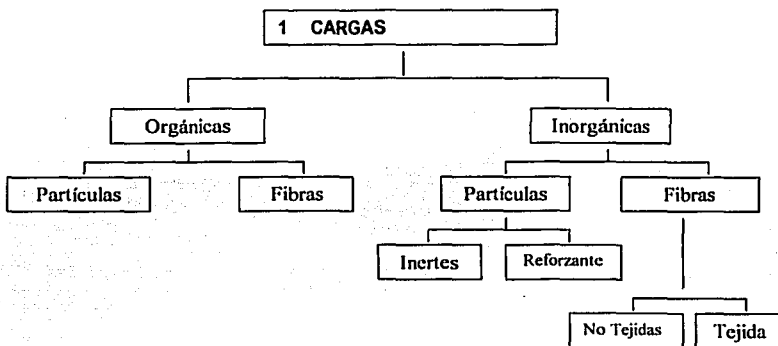 1 CARGAS
Orgánicas
Inorgánicas
Partículas
Fibras
Partículas
Fibras
Inertes
Reforzante
No Tejidas
Tejida